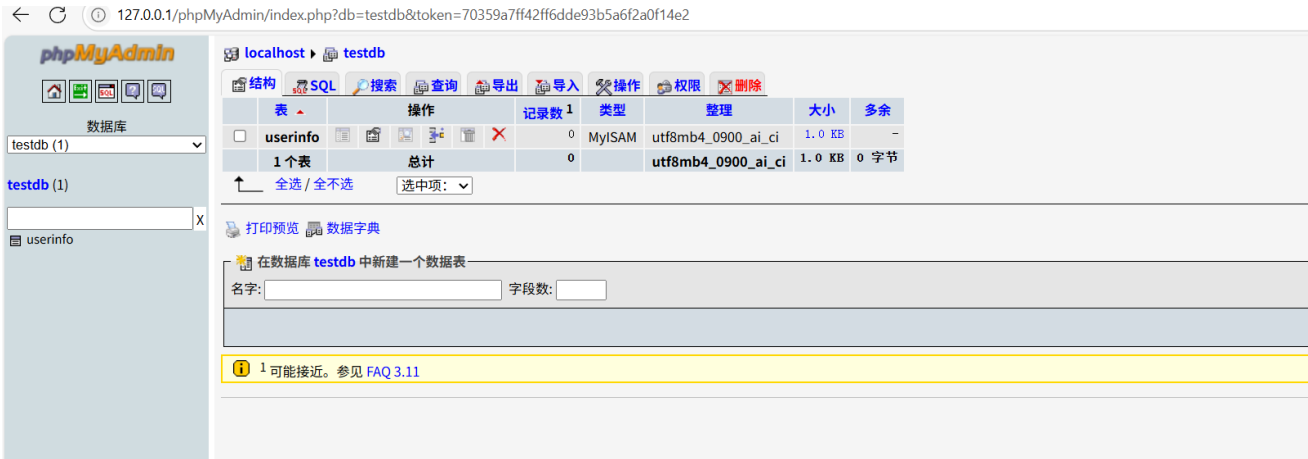 127.0.0.1/phpMyAdmin/index.php?db=testdb&token=70359a7ff42ff6dde93b5a6f2a0f14e2
phpMyAdmin
数据库
testdb (1)
testdb (1)
X
userinfo
localhost ▸ testdb
结构 SQL 搜索 查询 导出 导入 操作 权限 删除
表 操作 记录数 1 类型 整理 大小 多余
userinfo 0 MyISAM utf8mb4_0900_ai_ci 1.0 KB -
1 个表 总计 0 utf8mb4_0900_ai_ci 1.0 KB 0 字节
全选 / 全不选 选中项：
打印预览 数据字典
在数据库 testdb 中新建一个数据表
名字: 字段数:
1 可能接近。参见 FAQ 3.11